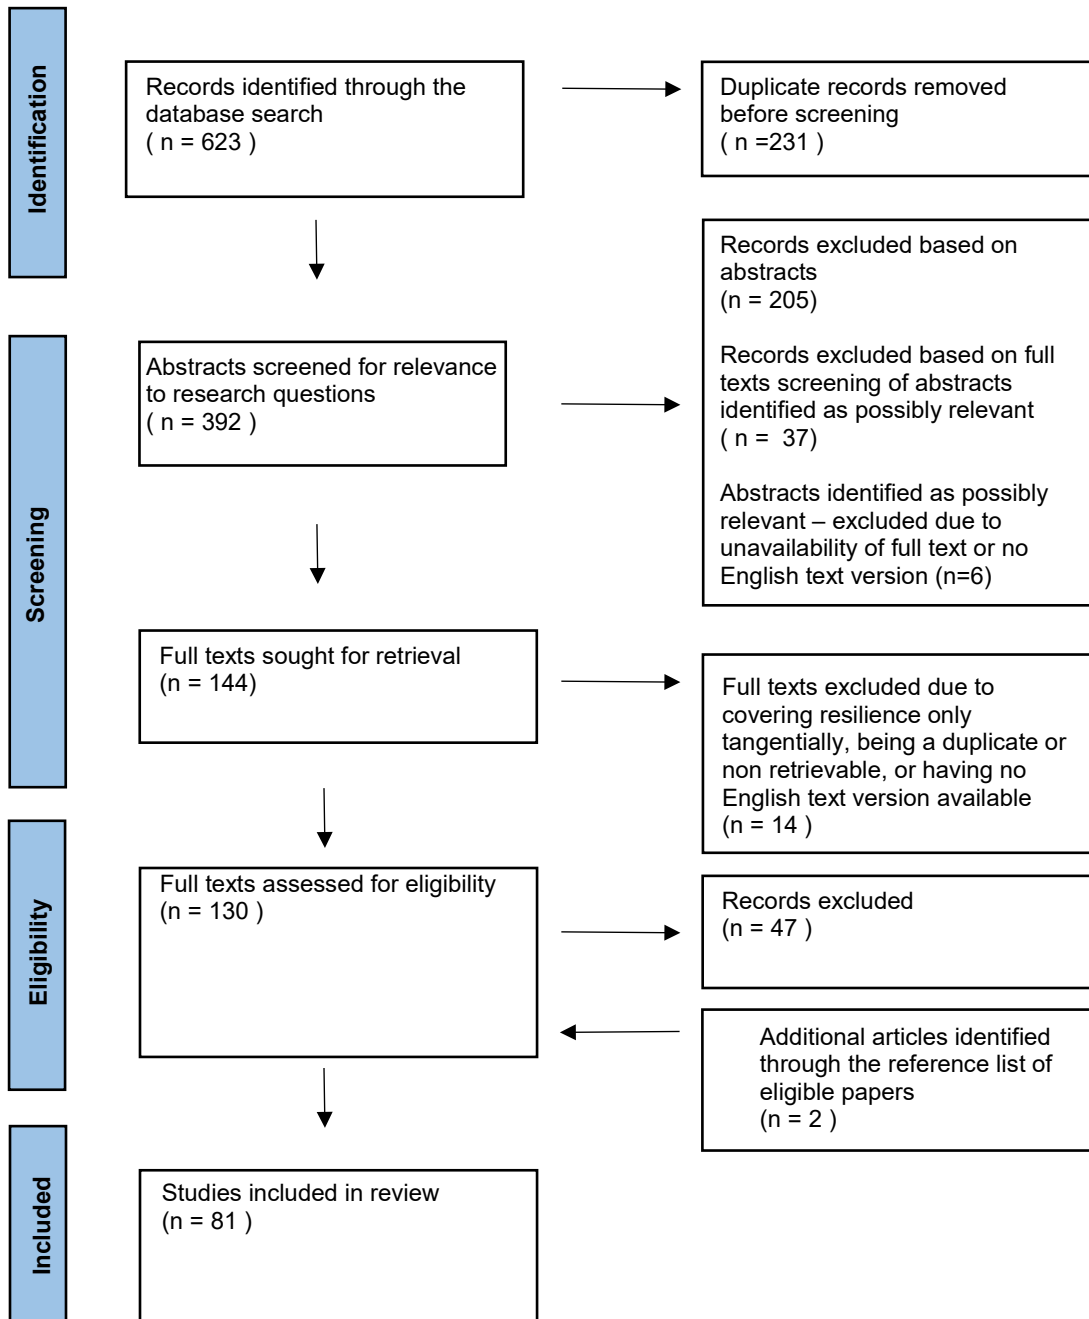 Identification
Records identified through the
database search
( n = 623 )
Duplicate records removed
before screening
( n =231 )
Screening
Abstracts screened for relevance
to research questions
( n = 392 )
Records excluded based on
abstracts
(n = 205)
Records excluded based on full
texts screening of abstracts
identified as possibly relevant
( n =  37)
Abstracts identified as possibly
relevant – excluded due to
unavailability of full text or no
English text version (n=6)
Full texts sought for retrieval
(n = 144)
Full texts excluded due to
covering resilience only
tangentially, being a duplicate or
non retrievable, or having no
English text version available
(n = 14 )
Eligibility
Full texts assessed for eligibility
(n = 130 )
Records excluded
(n = 47 )
Additional articles identified
through the reference list of
eligible papers
(n = 2 )
Included
Studies included in review
(n = 81 )